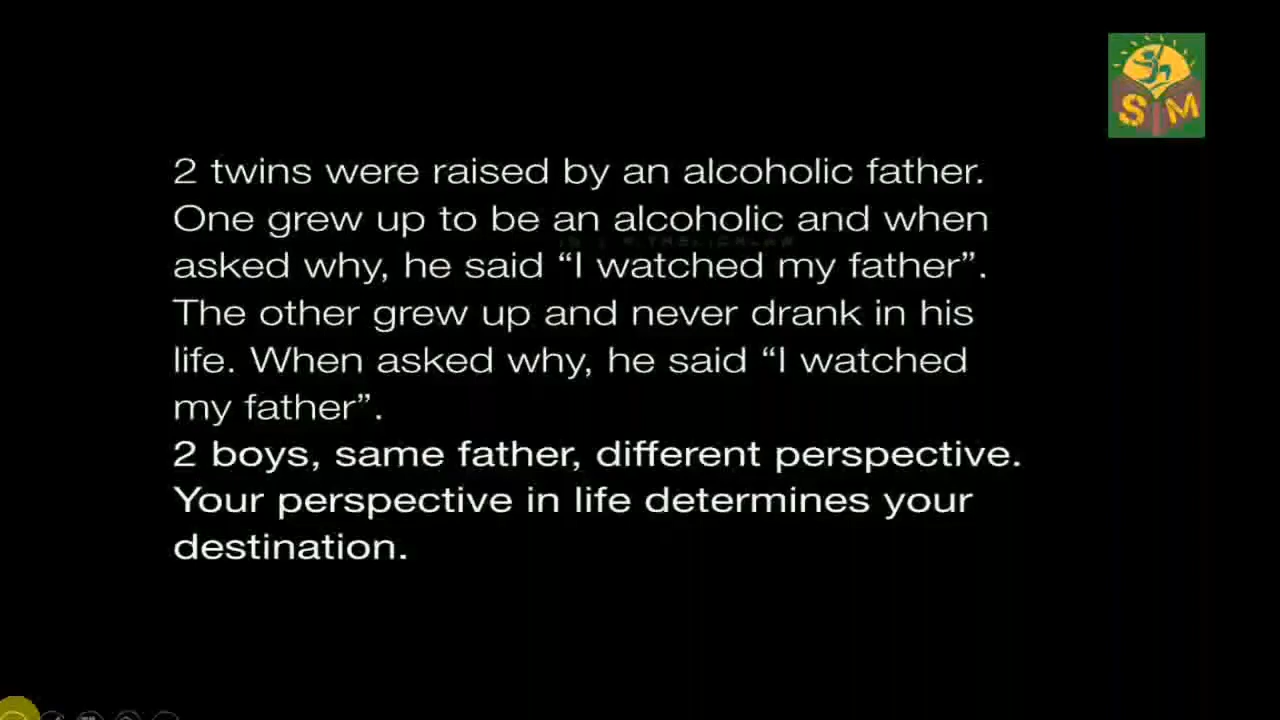 S M
2 twins were raised by an alcoholic father.
One grew up to be an alcoholic and when
asked why, he said “I watched my father”.
The other grew up and never drank in his
life. When asked why, he said “I watched
my father”.
2 boys, same father, different perspective.
Your perspective in life determines your
destination.